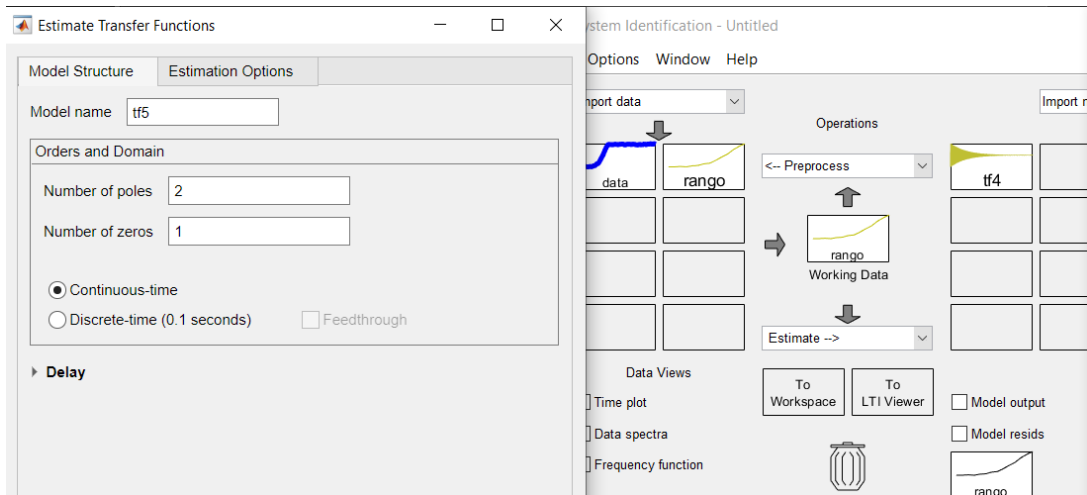 Estimate Transfer Functions
Model Structure
Estimation Options
Model name
tf5
Orders and Domain
Number of poles
2
Number of zeros
1
Continuous-time
Discrete-time (0.1 seconds)
Feedthrough
Delay
Identification - Untitled
Options Window Help
data
Import
Operations
data
rango
<-- Preprocess
tf4
rango
Working Data
Estimate -->
Data Views
To
Workspace
To
LTI Viewer
Time plot
Model output
Data spectra
Model resids
Frequency function
rango